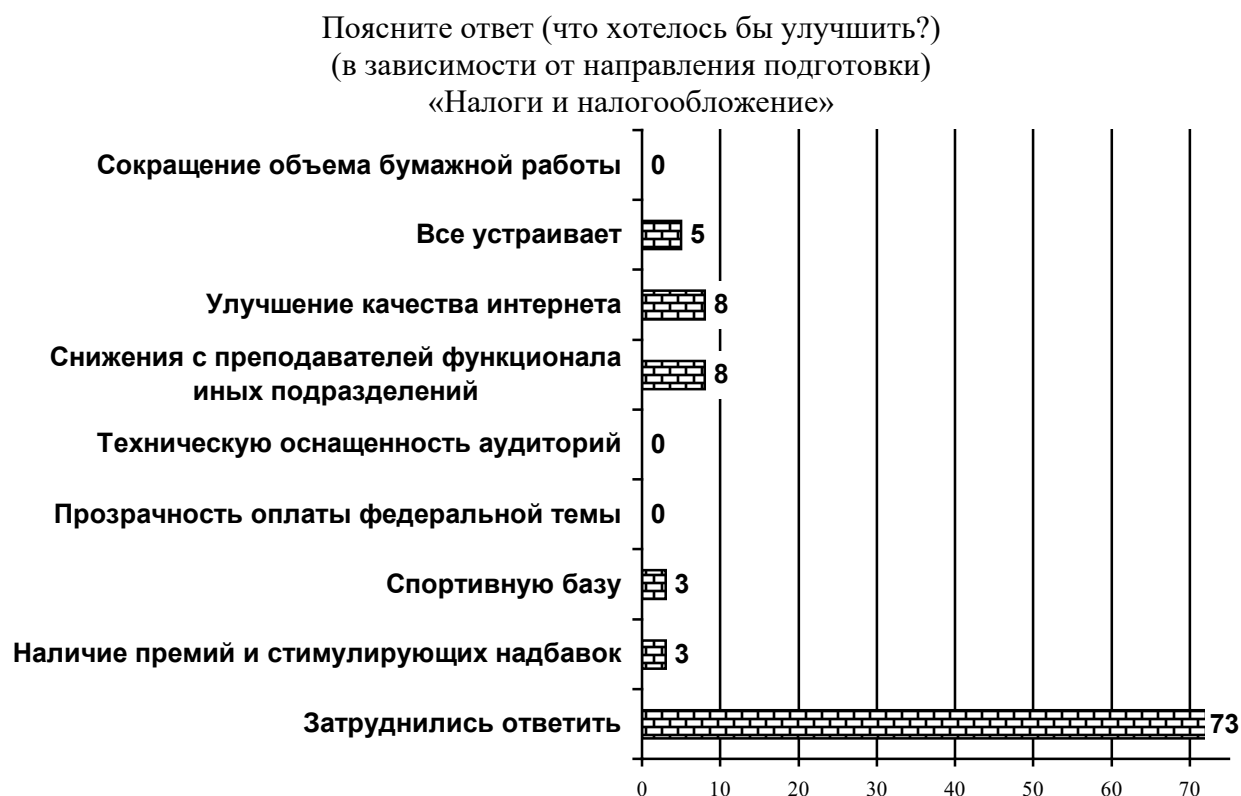 Поясните ответ (что хотелось бы улучшить?)
(в зависимости от направления подготовки)
«Налоги и налогообложение»
Сокращение объема бумажной работы 0
Все устраивает 5
Улучшение качества интернета 8
Снижения с преподавателей функционала
иных подразделений 8
Техническую оснащенность аудиторий 0
Прозрачность оплаты федеральной темы 0
Спортивную базу 3
Наличие премий и стимулирующих надбавок 3
Затруднились ответить 73
0 10 20 30 40 50 60 70